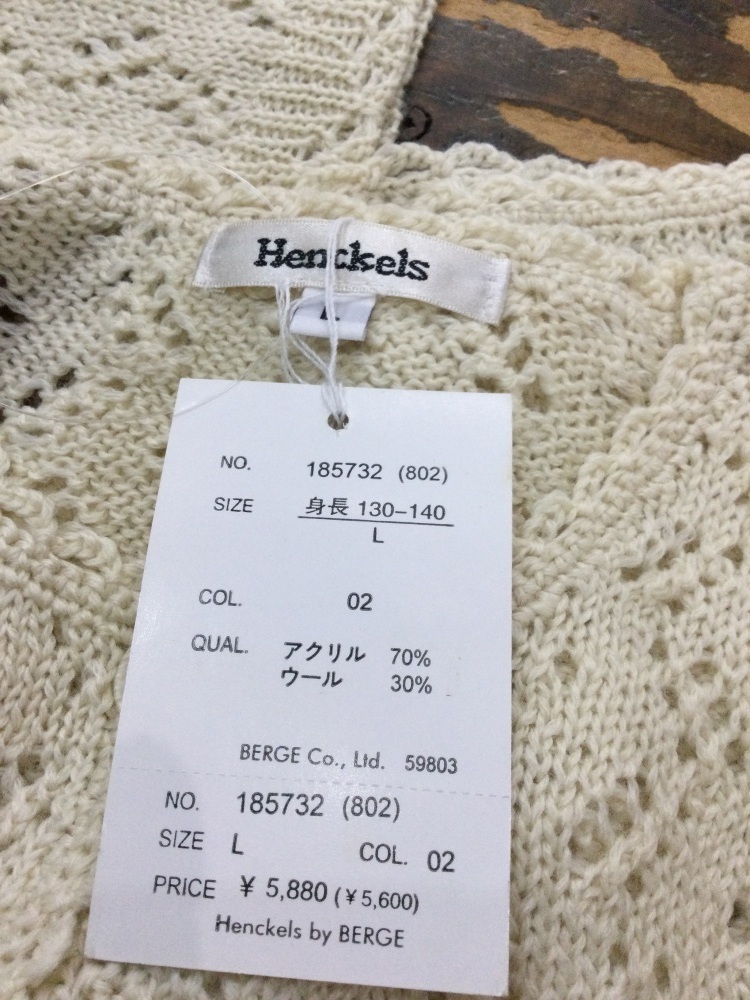 Henckels
NO. 185732 (802)
SIZE 身長 130-140
L
COL. 02
QUAL. アクリル 70%
ウール 30%
BERGE Co., Ltd. 59803
NO. 185732 (802)
SIZE L COL. 02
PRICE ¥ 5,880 (¥5,600)
Henckels by BERGE